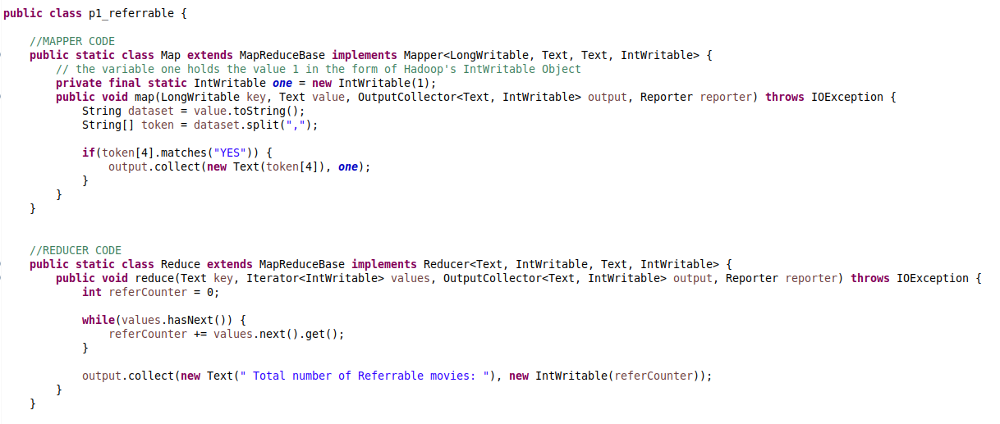 public class p1_referrable {
//MAPPER CODE
public static class Map extends MapReduceBase implements Mapper<LongWritable, Text, Text, IntWritable> {
// the variable one holds the value 1 in the form of Hadoop's IntWritable Object
private final static IntWritable one = new IntWritable(1);
public void map(LongWritable key, Text value, OutputCollector<Text, IntWritable> output, Reporter reporter) throws IOException {
String dataset = value.toString();
String[] token = dataset.split(",");
if(token[4].matches("YES")) {
output.collect(new Text(token[4]), one);
}
}
}
//REDUCER CODE
public static class Reduce extends MapReduceBase implements Reducer<Text, IntWritable, Text, IntWritable> {
public void reduce(Text key, Iterator<IntWritable> values, OutputCollector<Text, IntWritable> output, Reporter reporter) throws IOException {
int referCounter = 0;
while(values.hasNext()) {
referCounter += values.next().get();
}
output.collect(new Text(" Total number of Referrable movies: "), new IntWritable(referCounter));
}
}